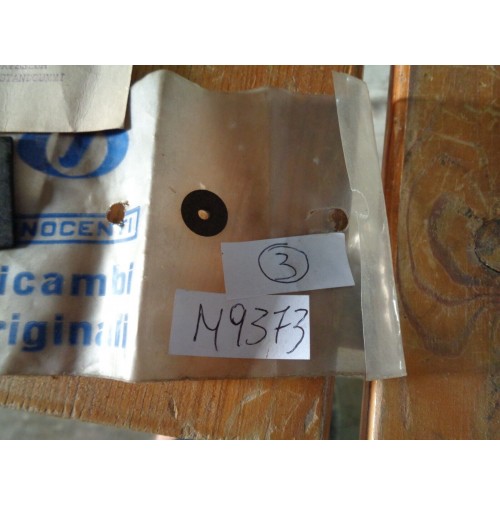 NOCENTI
icambi
riginali
3
M9373